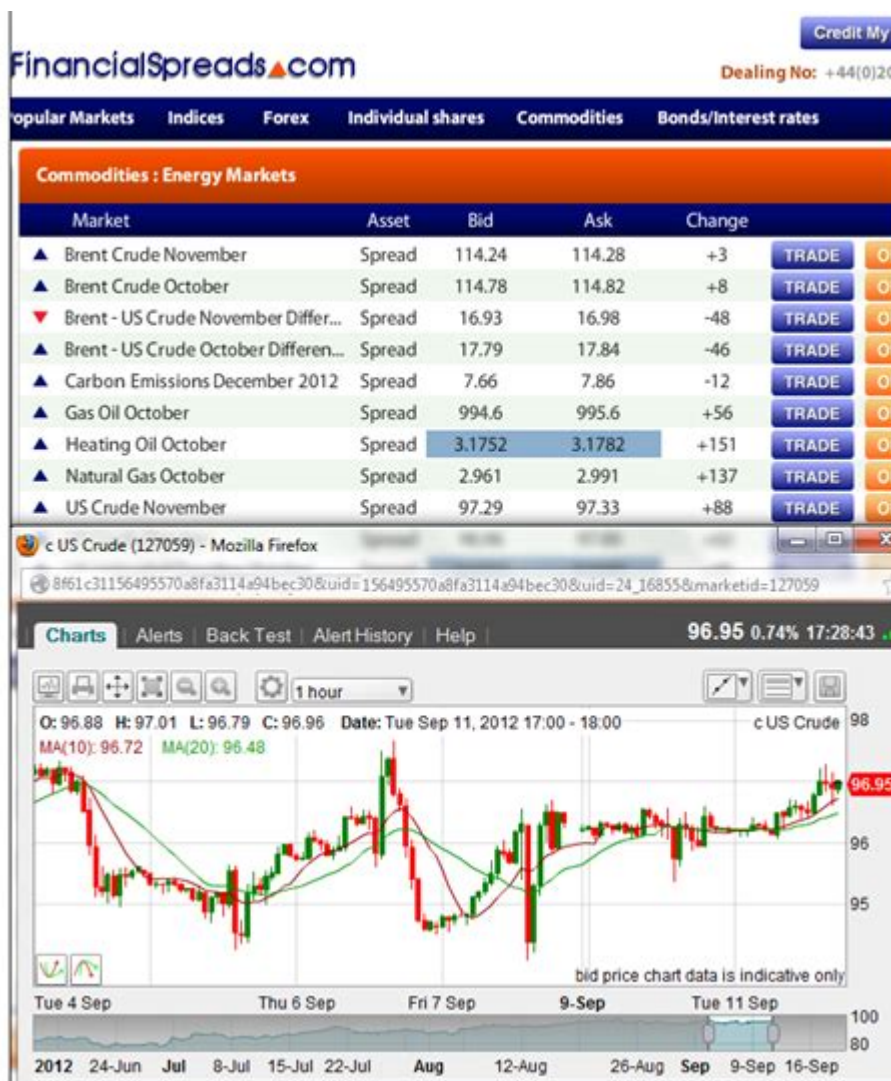 Credit My
FinancialSpreads.com
Dealing No: +44(0)20
opular Markets Indices Forex Individual shares Commodities Bonds/Interest rates
Commodities : Energy Markets
Market Asset Bid Ask Change
Brent Crude November Spread 114.24 114.28 +3 TRADE O
Brent Crude October Spread 114.78 114.82 +8 TRADE O
Brent - US Crude November Differ... Spread 16.93 16.98 -48 TRADE O
Brent - US Crude October Differen... Spread 17.79 17.84 -46 TRADE O
Carbon Emissions December 2012 Spread 7.66 7.86 -12 TRADE O
Gas Oil October Spread 994.6 995.6 +56 TRADE O
Heating Oil October Spread 3.1752 3.1782 +151 TRADE O
Natural Gas October Spread 2.961 2.991 +137 TRADE O
US Crude November Spread 97.29 97.33 +88 TRADE O
c US Crude (127059) - Mozilla Firefox
8f61c31156495570a8fa3114a94bec30&uid=156495570a8fa3114a94bec30&uid=24_16855&marketid=127059
Charts Alerts Back Test Alert History Help 96.95 0.74% 17:28:43
1 hour
O: 96.88 H: 97.01 L: 96.79 C: 96.96 Date: Tue Sep 11, 2012 17:00 - 18:00 c US Crude 98
MA(10): 96.72 MA(20): 96.48
96.95
96
95
bid price chart data is indicative only
Tue 4 Sep Thu 6 Sep Fri 7 Sep 9-Sep Tue 11 Sep
100
80
2012 24-Jun Jul 8-Jul 15-Jul 22-Jul Aug 12-Aug 26-Aug Sep 9-Sep 16-Sep